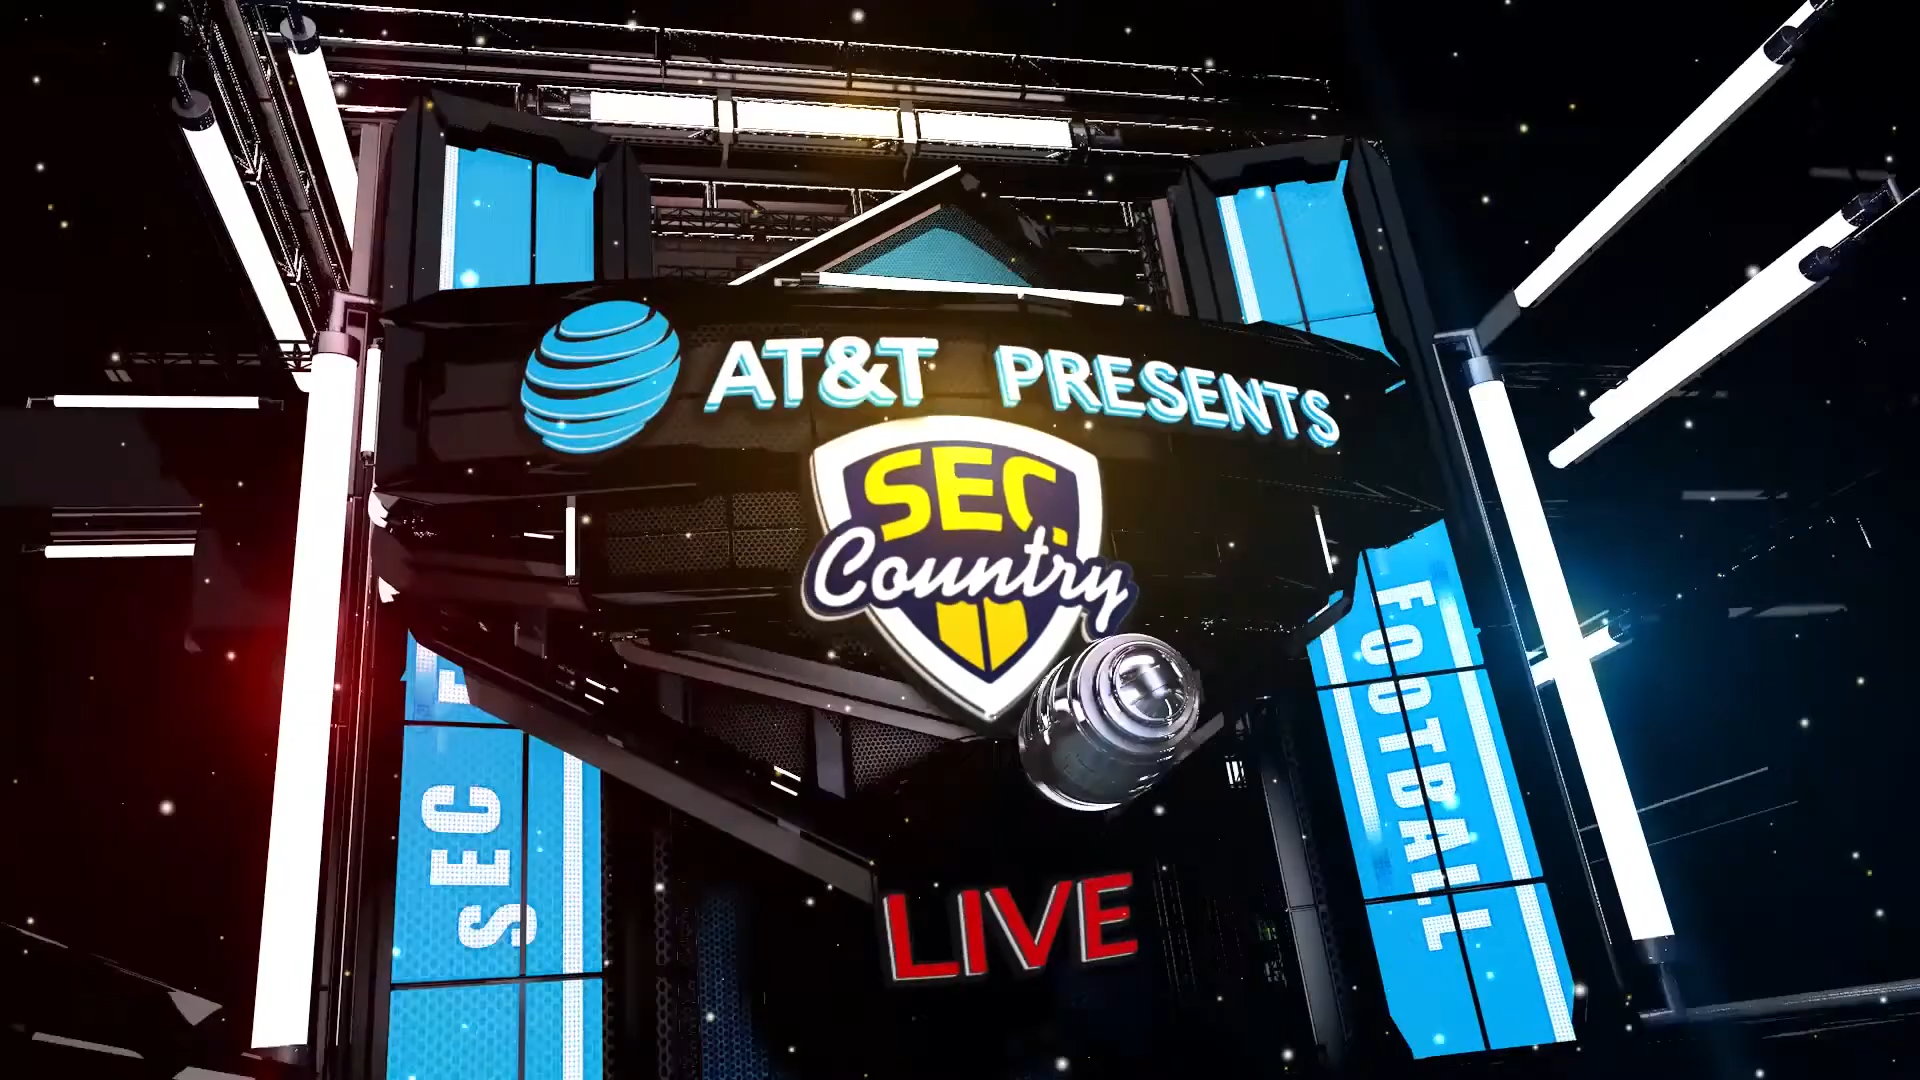 AT&T PRESENTS
SEC
Country
LIVE
SEC F
FOOTBALL